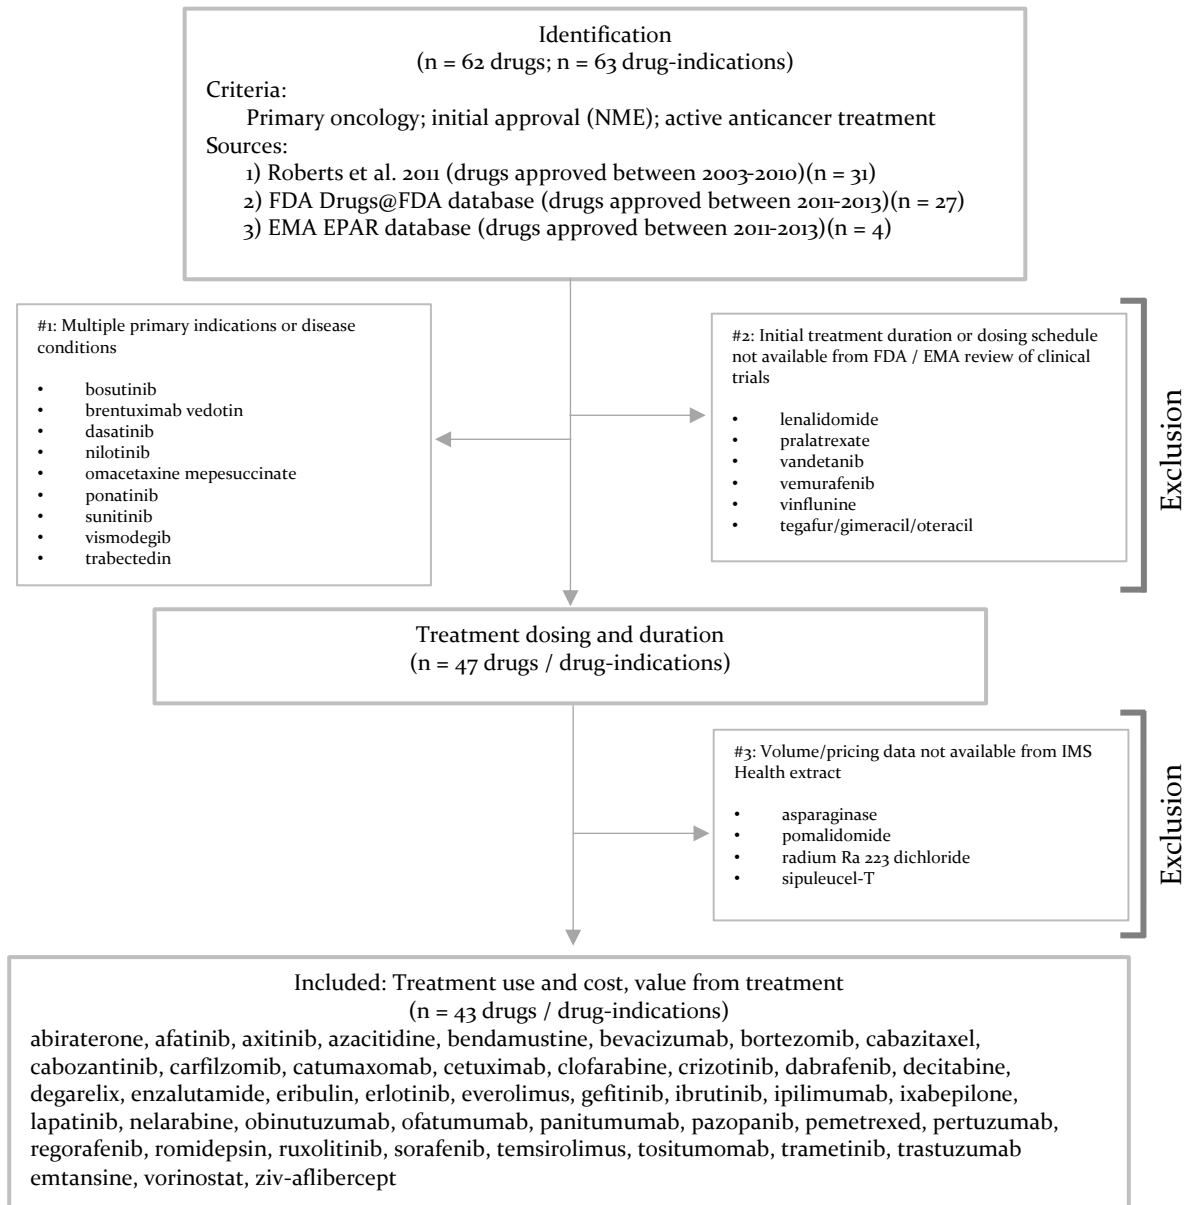 Identification
(n = 62 drugs; n = 63 drug-indications)
Criteria:
Primary oncology; initial approval (NME); active anticancer treatment
Sources:
1) Roberts et al. 2011 (drugs approved between 2003-2010)(n = 31)
2) FDA Drugs@FDA database (drugs approved between 2011-2013)(n = 27)
3) EMA EPAR database (drugs approved between 2011-2013)(n = 4)
#1: Multiple primary indications or disease
conditions
• bosutinib
• brentuximab vedotin
• dasatinib
• nilotinib
• omacetaxine mepesuccinate
• ponatinib
• sunitinib
• vismodegib
• trabectedin
#2: Initial treatment duration or dosing schedule
not available from FDA / EMA review of clinical
trials
• lenalidomide
• pralatrexate
• vandetanib
• vemurafenib
• vinflunine
• tegafur/gimeracil/oteracil
Exclusion
Treatment dosing and duration
(n = 47 drugs / drug-indications)
#3: Volume/pricing data not available from IMS
Health extract
• asparaginase
• pomalidomide
• radium Ra 223 dichloride
• sipuleucel-T
Exclusion
Included: Treatment use and cost, value from treatment
(n = 43 drugs / drug-indications)
abiraterone, afatinib, axitinib, azacitidine, bendamustine, bevacizumab, bortezomib, cabazitaxel,
cabozantinib, carfilzomib, catumaxomab, cetuximab, clofarabine, crizotinib, dabrafenib, decitabine,
degarelix, enzalutamide, eribulin, erlotinib, everolimus, gefitinib, ibrutinib, ipilimumab, ixabepilone,
lapatinib, nelarabine, obinutuzumab, ofatumumab, panitumumab, pazopanib, pemetrexed, pertuzumab,
regorafenib, romidepsin, ruxolitinib, sorafenib, temsirolimus, tositumomab, trametinib, trastuzumab
emtansine, vorinostat, ziv-aflibercept